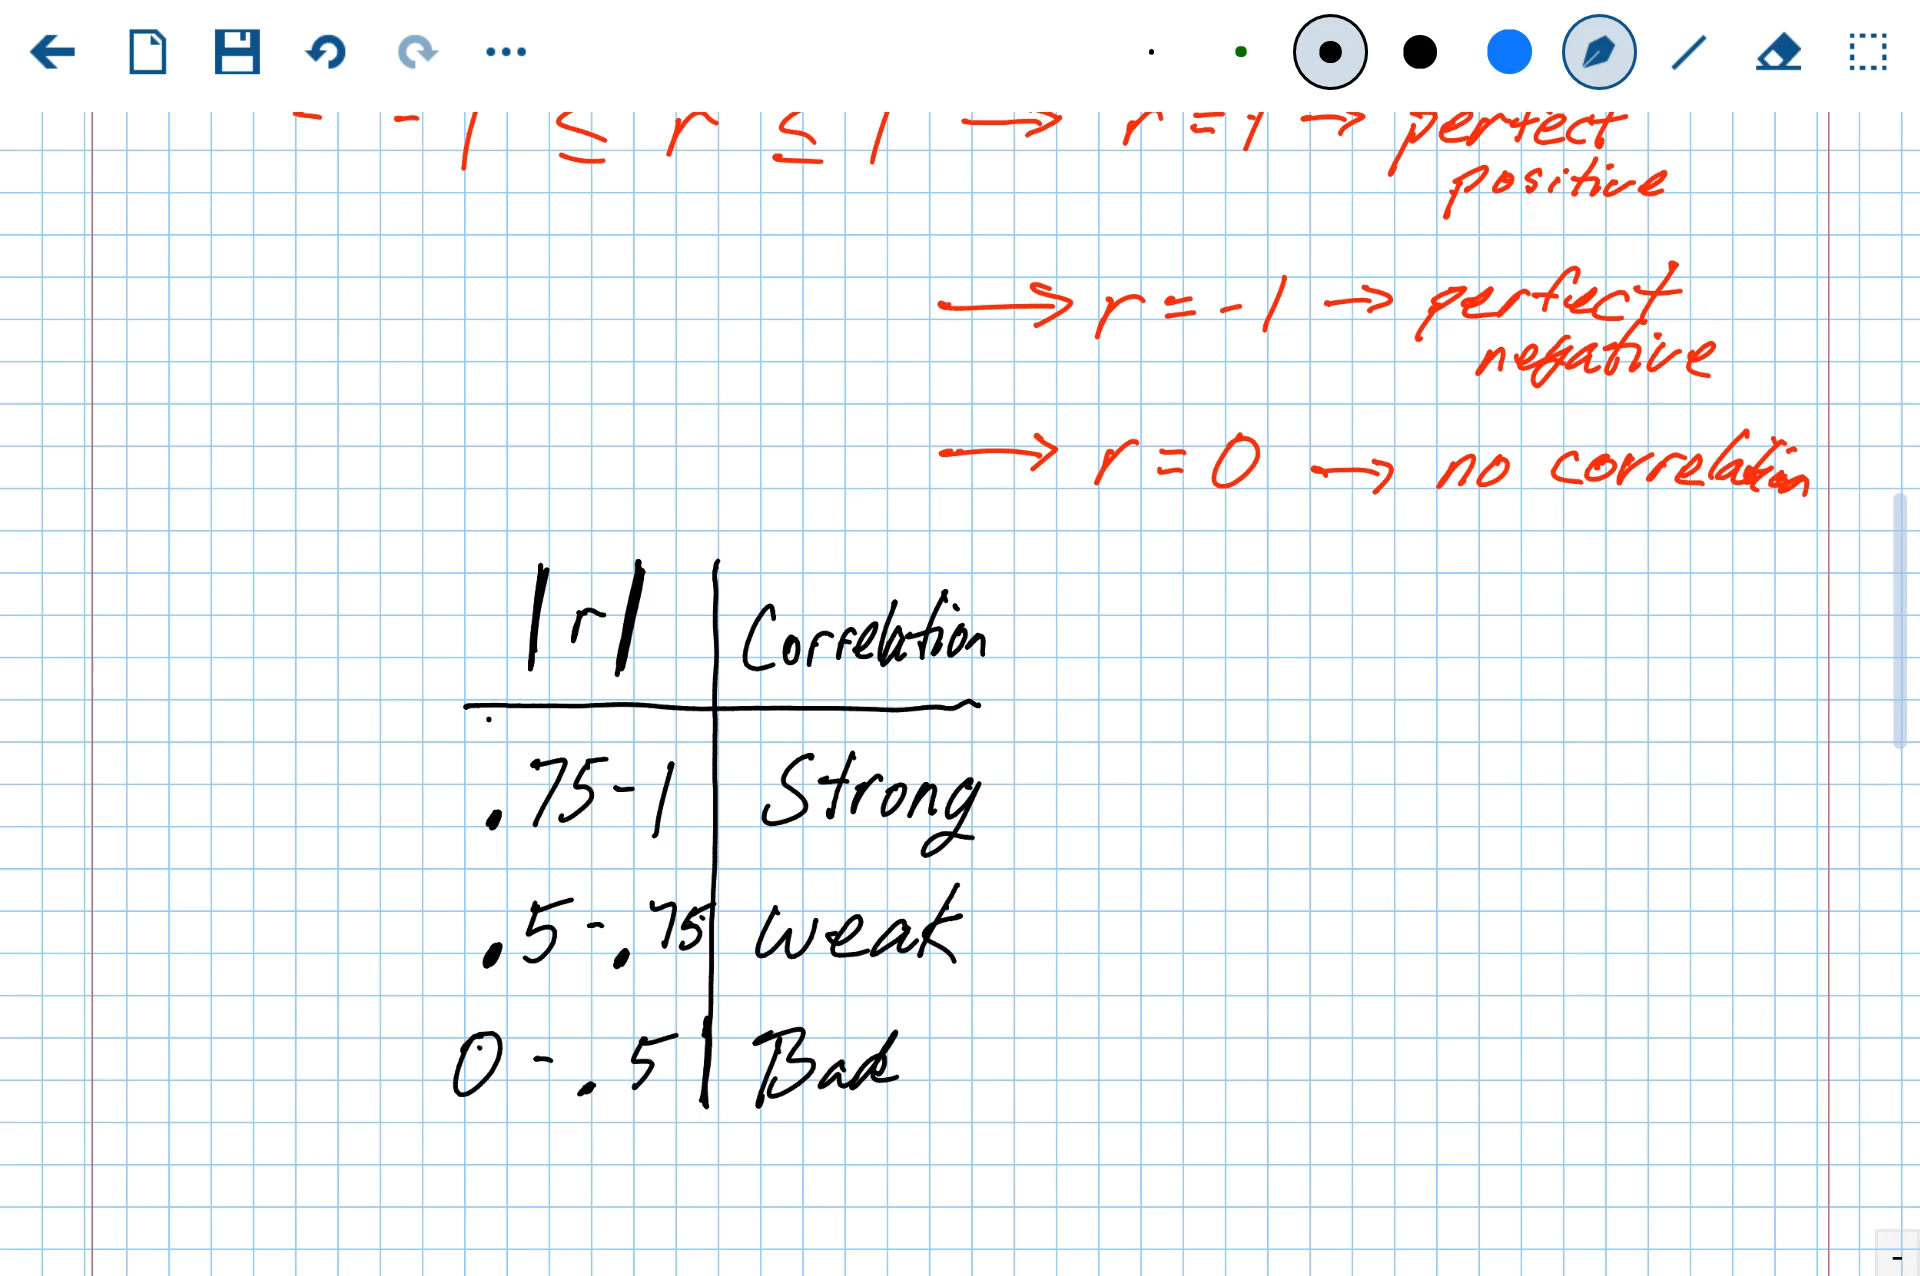 - -1 ≤ r ≤ 1 → r = 1 → perfect
positive
→ r = -1 → perfect
negative
→ r = 0 → no correlation
|r| Correlation
.75-1 Strong
.5-.75 weak
0-.5 Bad